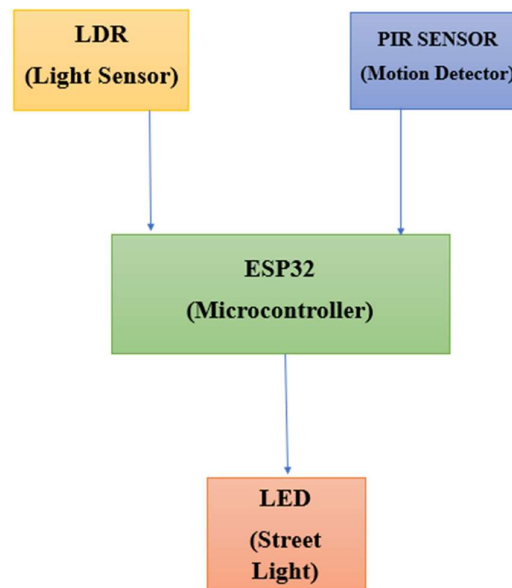 LDR
(Light Sensor)
PIR SENSOR
(Motion Detector)
ESP32
(Microcontroller)
LED
(Street
Light)